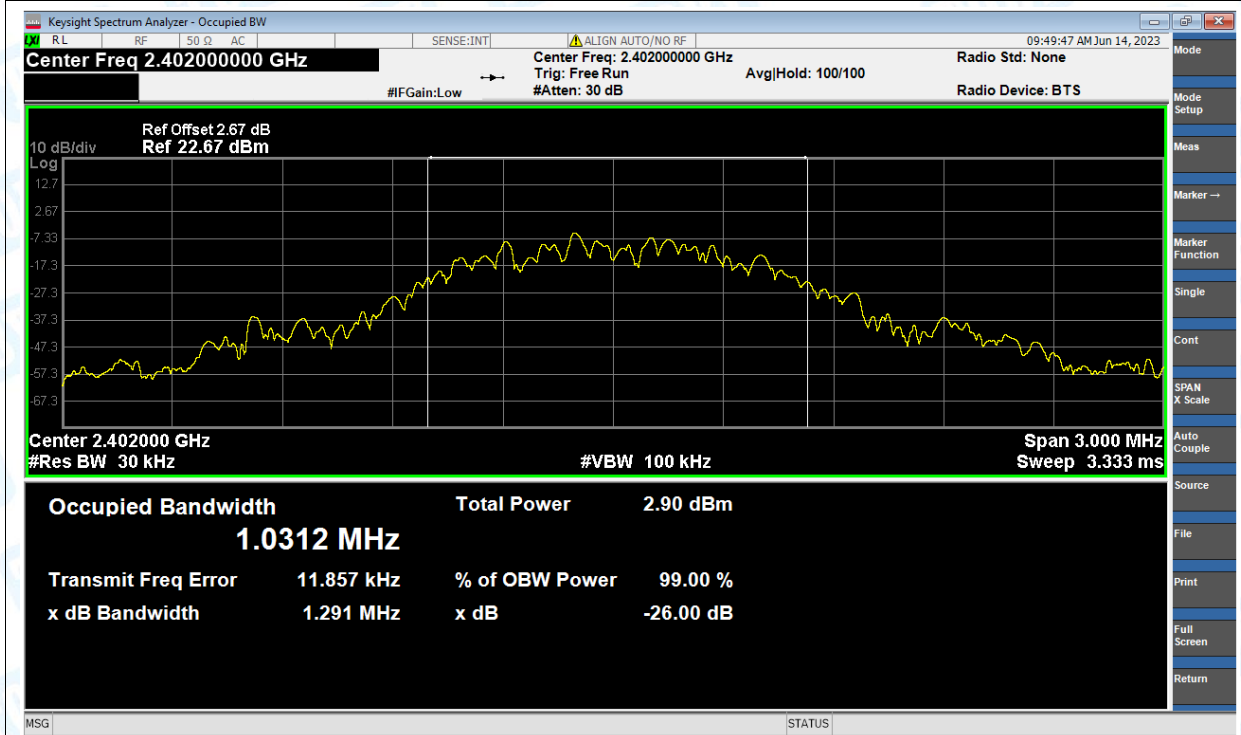 Keysight Spectrum Analyzer - Occupied BW
LXI RL RF 50 Ω AC SENSE:INT ALIGN AUTO/NO RF 09:49:47 AM Jun 14, 2023
Center Freq 2.402000000 GHz
Center Freq: 2.402000000 GHz
Radio Std: None
Trig: Free Run
Avg|Hold: 100/100
#IFGain:Low
#Atten: 30 dB
Radio Device: BTS
Ref Offset 2.67 dB
10 dB/div
Ref 22.67 dBm
Log
12.7
2.67
-7.33
-17.3
-27.3
-37.3
-47.3
-57.3
-67.3
Center 2.402000 GHz
Span 3.000 MHz
#Res BW 30 kHz
#VBW 100 kHz
Sweep 3.333 ms
Occupied Bandwidth
1.0312 MHz
Total Power 2.90 dBm
Transmit Freq Error 11.857 kHz
% of OBW Power 99.00 %
x dB Bandwidth 1.291 MHz
x dB -26.00 dB
Mode
Mode
Setup
Meas
Marker→
Marker
Function
Single
Cont
SPAN
X Scale
Auto
Couple
Source
File
Print
Full
Screen
Return
MSG
STATUS